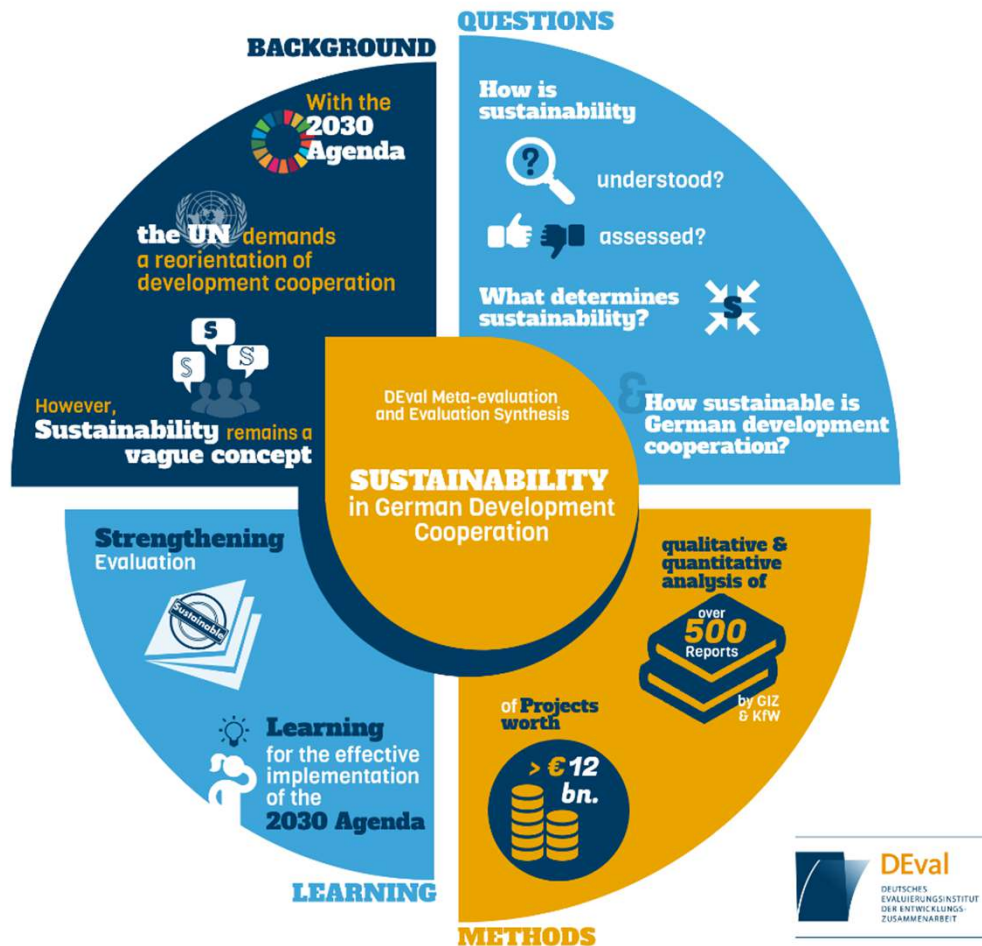 BACKGROUND
With the
2030
Agenda
the UN demands
a reorientation of
development cooperation
S
S
S
However,
Sustainability remains a
vague concept
QUESTIONS
How is
sustainability
?
understood?
assessed?
What determines
sustainability?
S
&
How sustainable is
German development
cooperation?
DEval Meta-evaluation
and Evaluation Synthesis
SUSTAINABILITY
in German Development
Cooperation
Strengthening
Evaluation
Sustainable
Learning
for the effective
implementation
of the
2030 Agenda
LEARNING
qualitative &
quantitative
analysis of
over
500
Reports
by GIZ
& KfW
of Projects
worth
> € 12
bn.
METHODS
DEval
DEUTSCHES
EVALUIERUNGSINSTITUT
DER ENTWICKLUNGS-
ZUSAMMENARBEIT